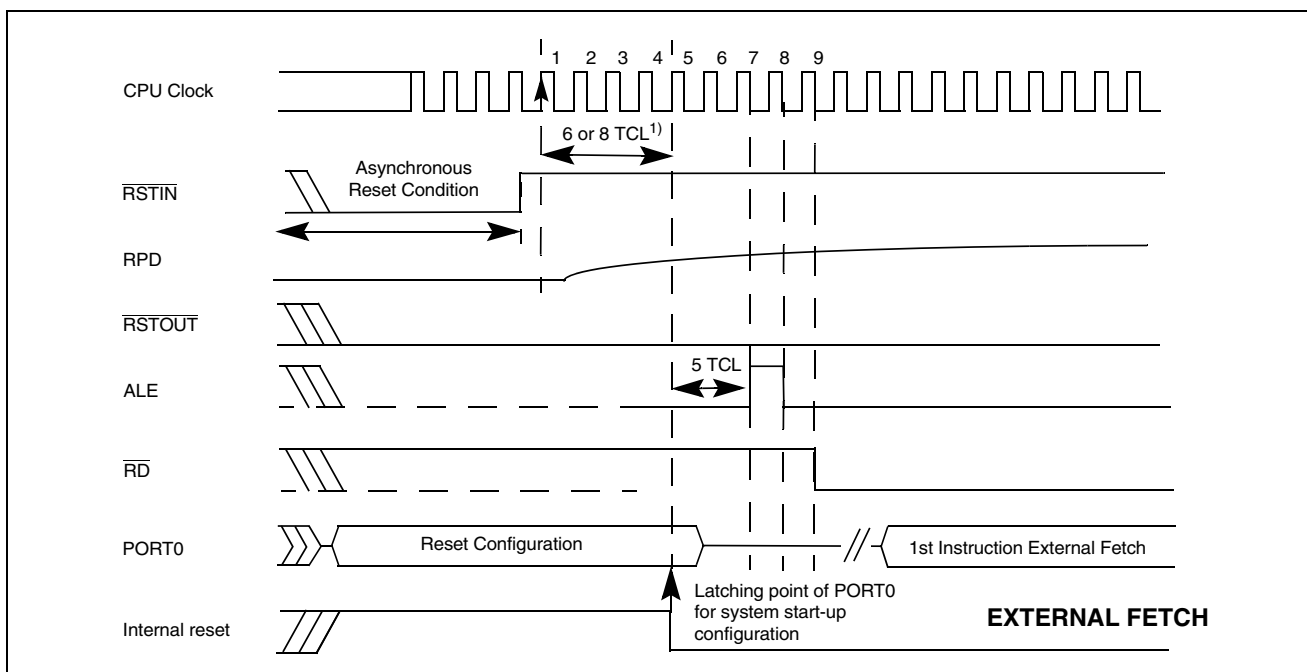 1 2 3 4 5 6 7 8 9
CPU Clock
6 or 8 TCL1)
Asynchronous
Reset Condition
RSTIN
RPD
RSTOUT
5 TCL
ALE
RD
PORT0
Reset Configuration
1st Instruction External Fetch
Latching point of PORT0
for system start-up
configuration
EXTERNAL FETCH
Internal reset